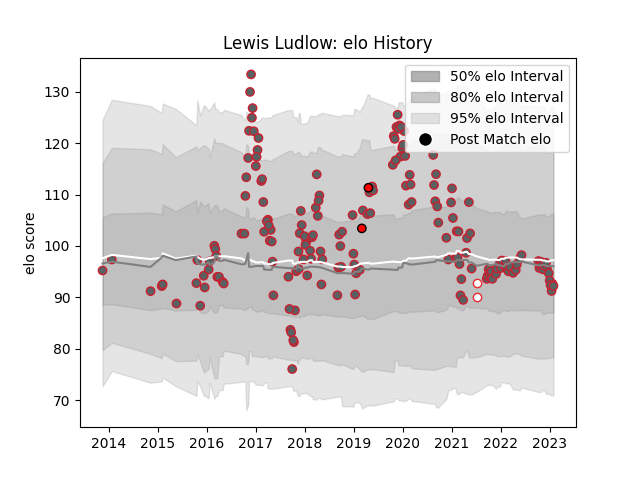 Lewis Ludlow: elo History
50% elo Interval
80% elo Interval
95% elo Interval
Post Match elo
elo score
130
120
110
100
90
80
70
2014 2015 2016 2017 2018 2019 2020 2021 2022 2023